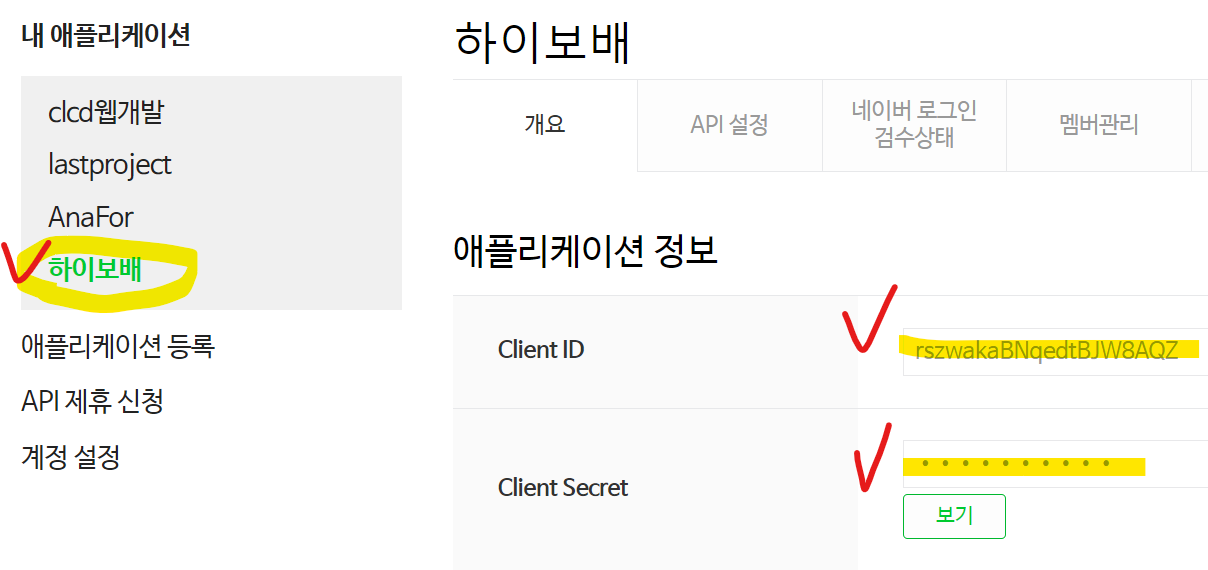 내 애플리케이션
clcd웹개발
lastproject
AnaFor
하이보배
애플리케이션 등록
API 제휴 신청
계정 설정
하이보배
개요
API 설정
네이버 로그인
검수상태
멤버관리
애플리케이션 정보
Client ID
rszwakaBNqedtBJW8AQZ
Client Secret
••••••••••
보기